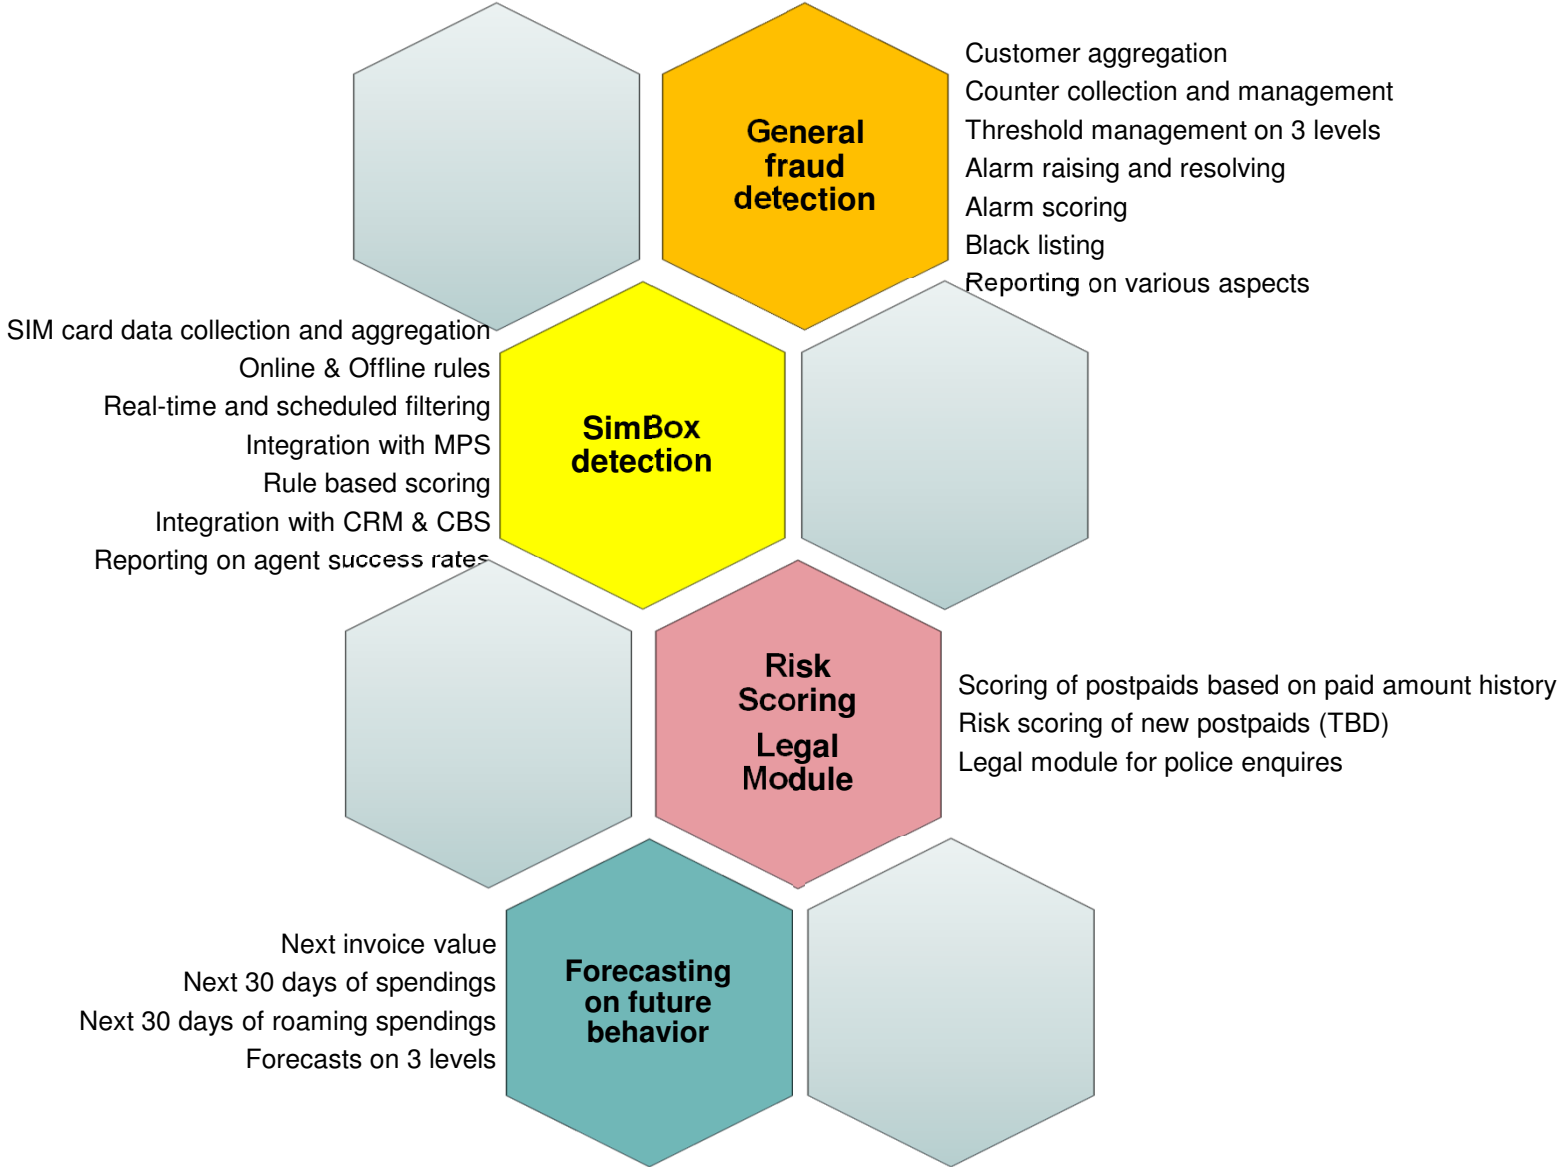 General
fraud
detection
Customer aggregation
Counter collection and management
Threshold management on 3 levels
Alarm raising and resolving
Alarm scoring
Black listing
Reporting on various aspects
SIM card data collection and aggregation
Online & Offline rules
Real-time and scheduled filtering
Integration with MPS
Rule based scoring
Integration with CRM & CBS
Reporting on agent success rates
SimBox
detection
Risk
Scoring
Legal
Module
Scoring of postpaids based on paid amount history
Risk scoring of new postpaids (TBD)
Legal module for police enquires
Next invoice value
Next 30 days of spendings
Next 30 days of roaming spendings
Forecasts on 3 levels
Forecasting
on future
behavior